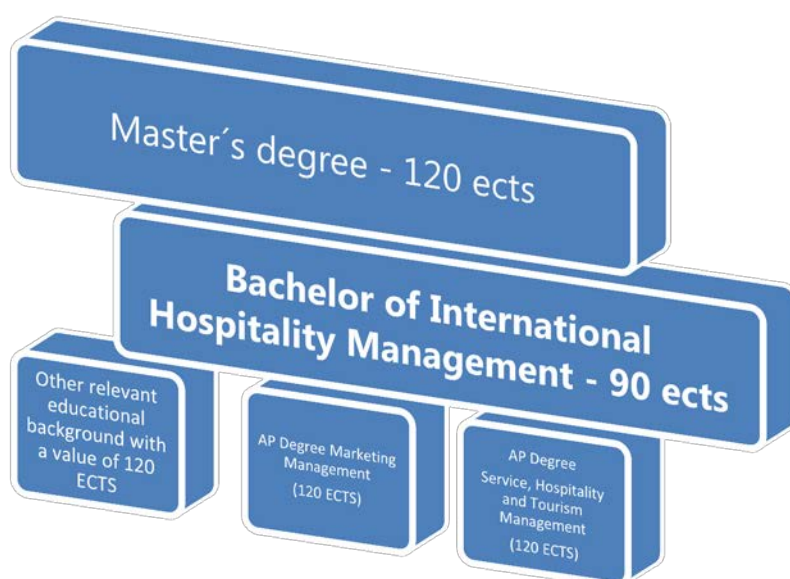 Master´s degree - 120 ects
Bachelor of International
Hospitality Management - 90 ects
Other relevant
educational
background with
a value of 120
ECTS
AP Degree Marketing
Management
(120 ECTS)
AP Degree
Service, Hospitality
and Tourism
Management
(120 ECTS)